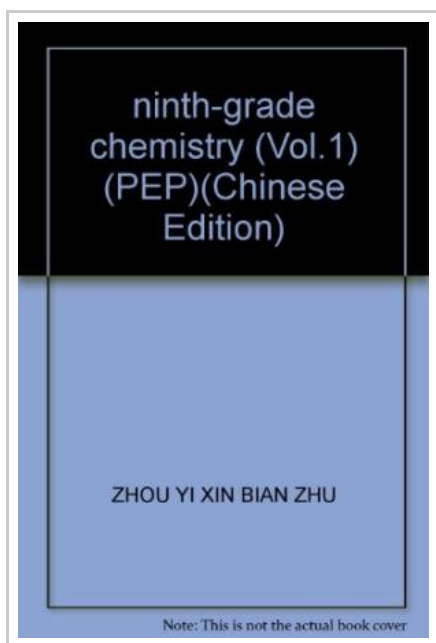 ninth-grade
chemistry (Vol.1)
(PEP)(Chinese
Edition)
ZHOU YI XIN BIAN ZHU
Note: This is not the actual book cover